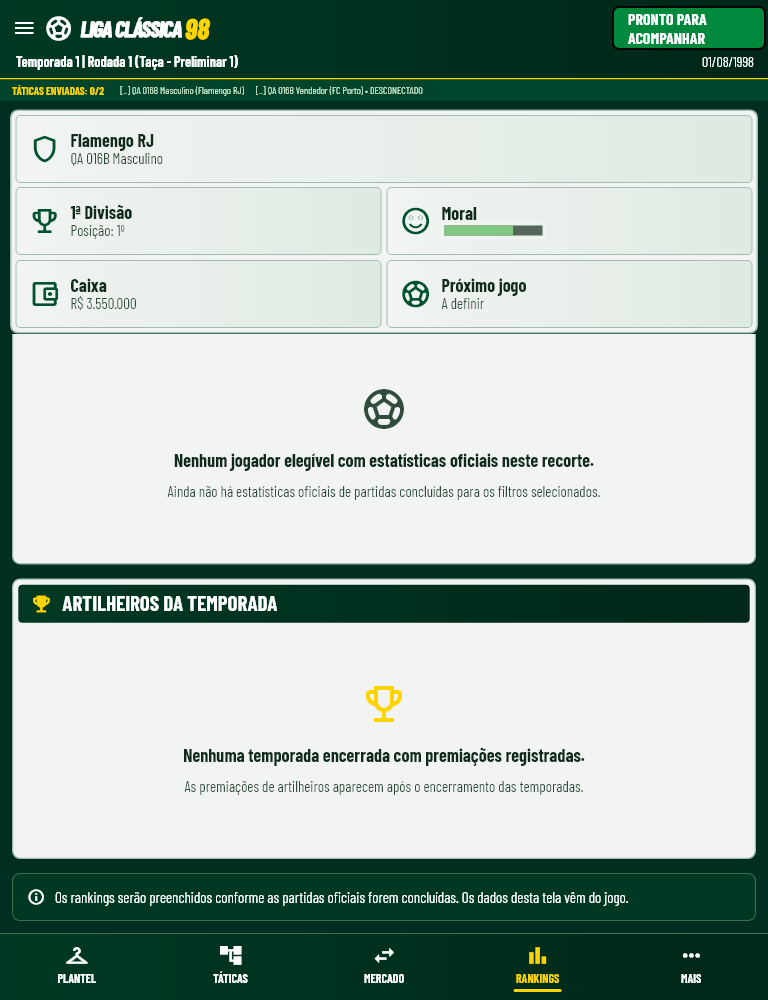 LIGA CLÁSSICA 98
PRONTO PARA
ACOMPANHAR
Temporada 1 | Rodada 1 (Taça - Preliminar 1)
01/08/1998
TÁTICAS ENVIADAS: 0/2
[..] QA 016B Masculino (Flamengo RJ)
[..] QA 016B Vendedor (FC Porto) • DESCONECTADO
Flamengo RJ
QA 016B Masculino
1ª Divisão
Posição: 1º
Moral
Caixa
R$ 3.550.000
Próximo jogo
A definir
Nenhum jogador elegível com estatísticas oficiais neste recorte.
Ainda não há estatísticas oficiais de partidas concluídas para os filtros selecionados.
ARTILHEIROS DA TEMPORADA
Nenhuma temporada encerrada com premiações registradas.
As premiações de artilheiros aparecem após o encerramento das temporadas.
Os rankings serão preenchidos conforme as partidas oficiais forem concluídas. Os dados desta tela vêm do jogo.
PLANTEL
TÁTICAS
MERCADO
RANKINGS
MAIS